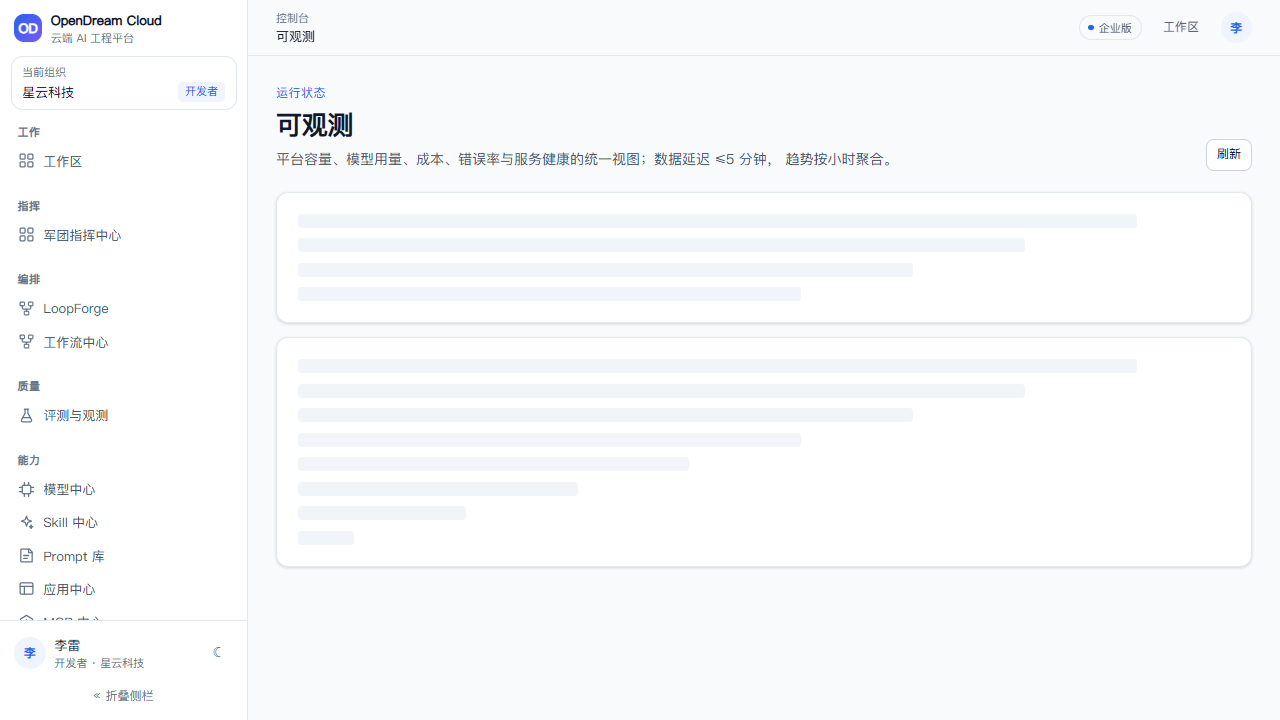 OD
OpenDream Cloud
云端 AI 工程平台
当前组织
星云科技
开发者
工作
工作区
指挥
军团指挥中心
编排
LoopForge
工作流中心
质量
评测与观测
能力
模型中心
Skill 中心
Prompt 库
应用中心
MCP 中心
李
李雷
开发者 · 星云科技
☾
« 折叠侧栏
控制台
可观测
企业版
工作区
李
运行状态
可观测
平台容量、模型用量、成本、错误率与服务健康的统一视图；数据延迟 ≤5 分钟， 趋势按小时聚合。
刷新